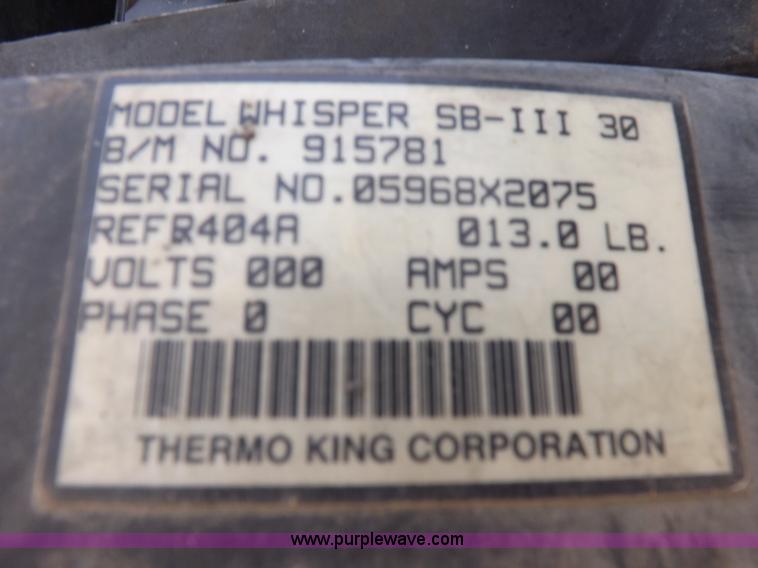 MODEL WHISPER SB-III 30
B/M NO. 915781
SERIAL NO.05968X2075
REFR404A 013.0 LB.
VOLTS 000 AMPS 00
PHASE 0 CYC 00
THERMO KING CORPORATION
www.purplewave.com